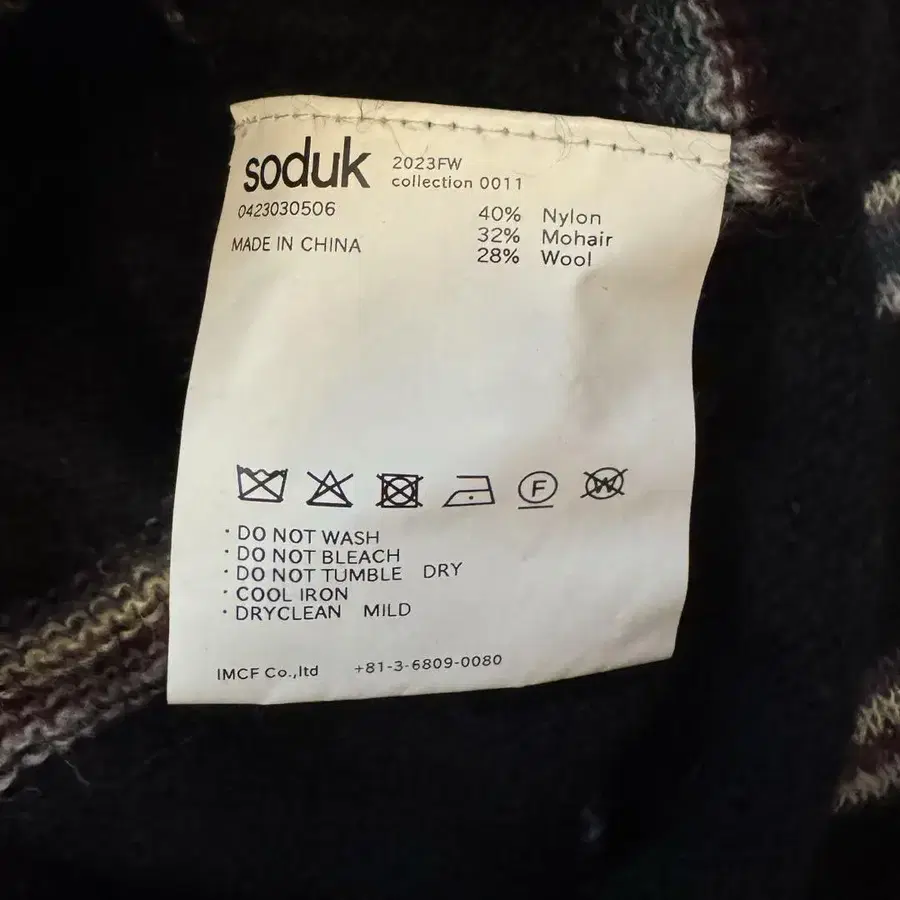 soduk
2023FW
collection 0011
0423030506
MADE IN CHINA
40% Nylon
32% Mohair
28% Wool
F
W
· DO NOT WASH
· DO NOT BLEACH
· DO NOT TUMBLE DRY
· COOL IRON
· DRYCLEAN MILD
IMCF Co.,ltd +81-3-6809-0080